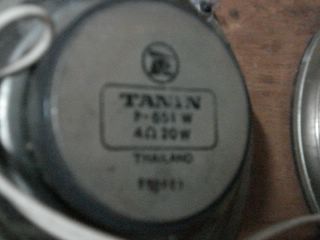 TANIN
P-651 W
4Ω 20W
THAILAND